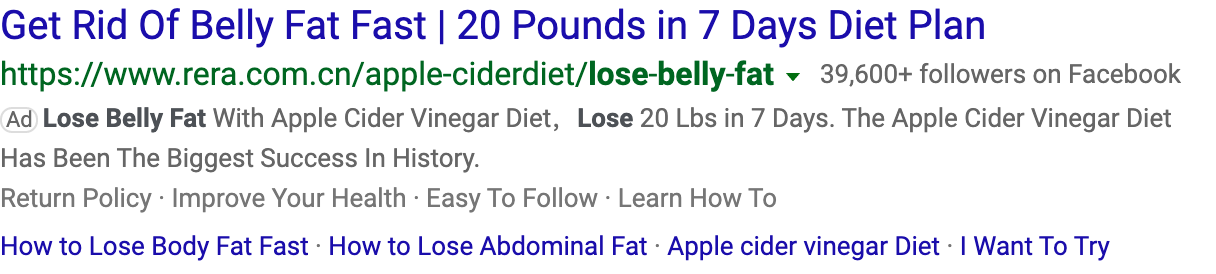 Get Rid Of Belly Fat Fast | 20 Pounds in 7 Days Diet Plan
https://www.rera.com.cn/apple-ciderdiet/lose-belly-fat 39,600+ followers on Facebook
Ad Lose Belly Fat With Apple Cider Vinegar Diet, Lose 20 Lbs in 7 Days. The Apple Cider Vinegar Diet
Has Been The Biggest Success In History.
Return Policy · Improve Your Health · Easy To Follow · Learn How To
How to Lose Body Fat Fast · How to Lose Abdominal Fat · Apple cider vinegar Diet · I Want To Try